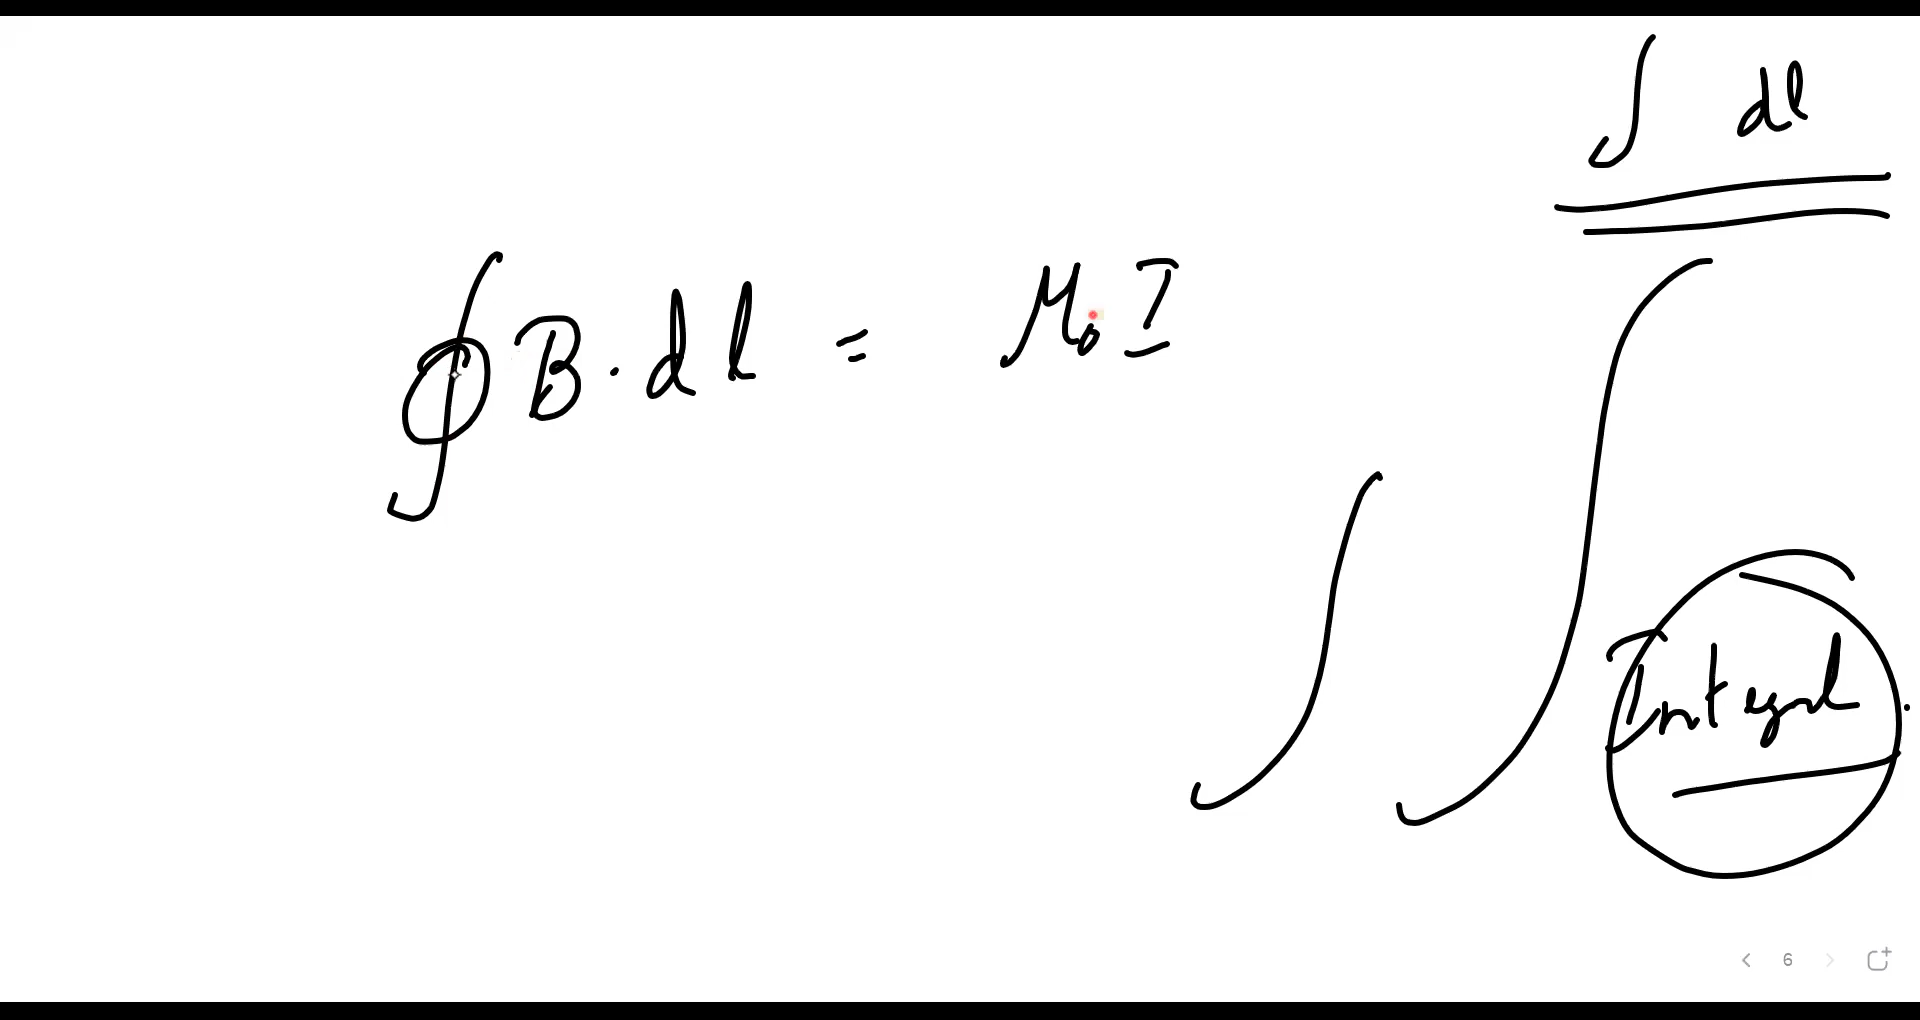 ∫ dl
∮ B · dl = μ₀ I
∫ ∫
Integral
6